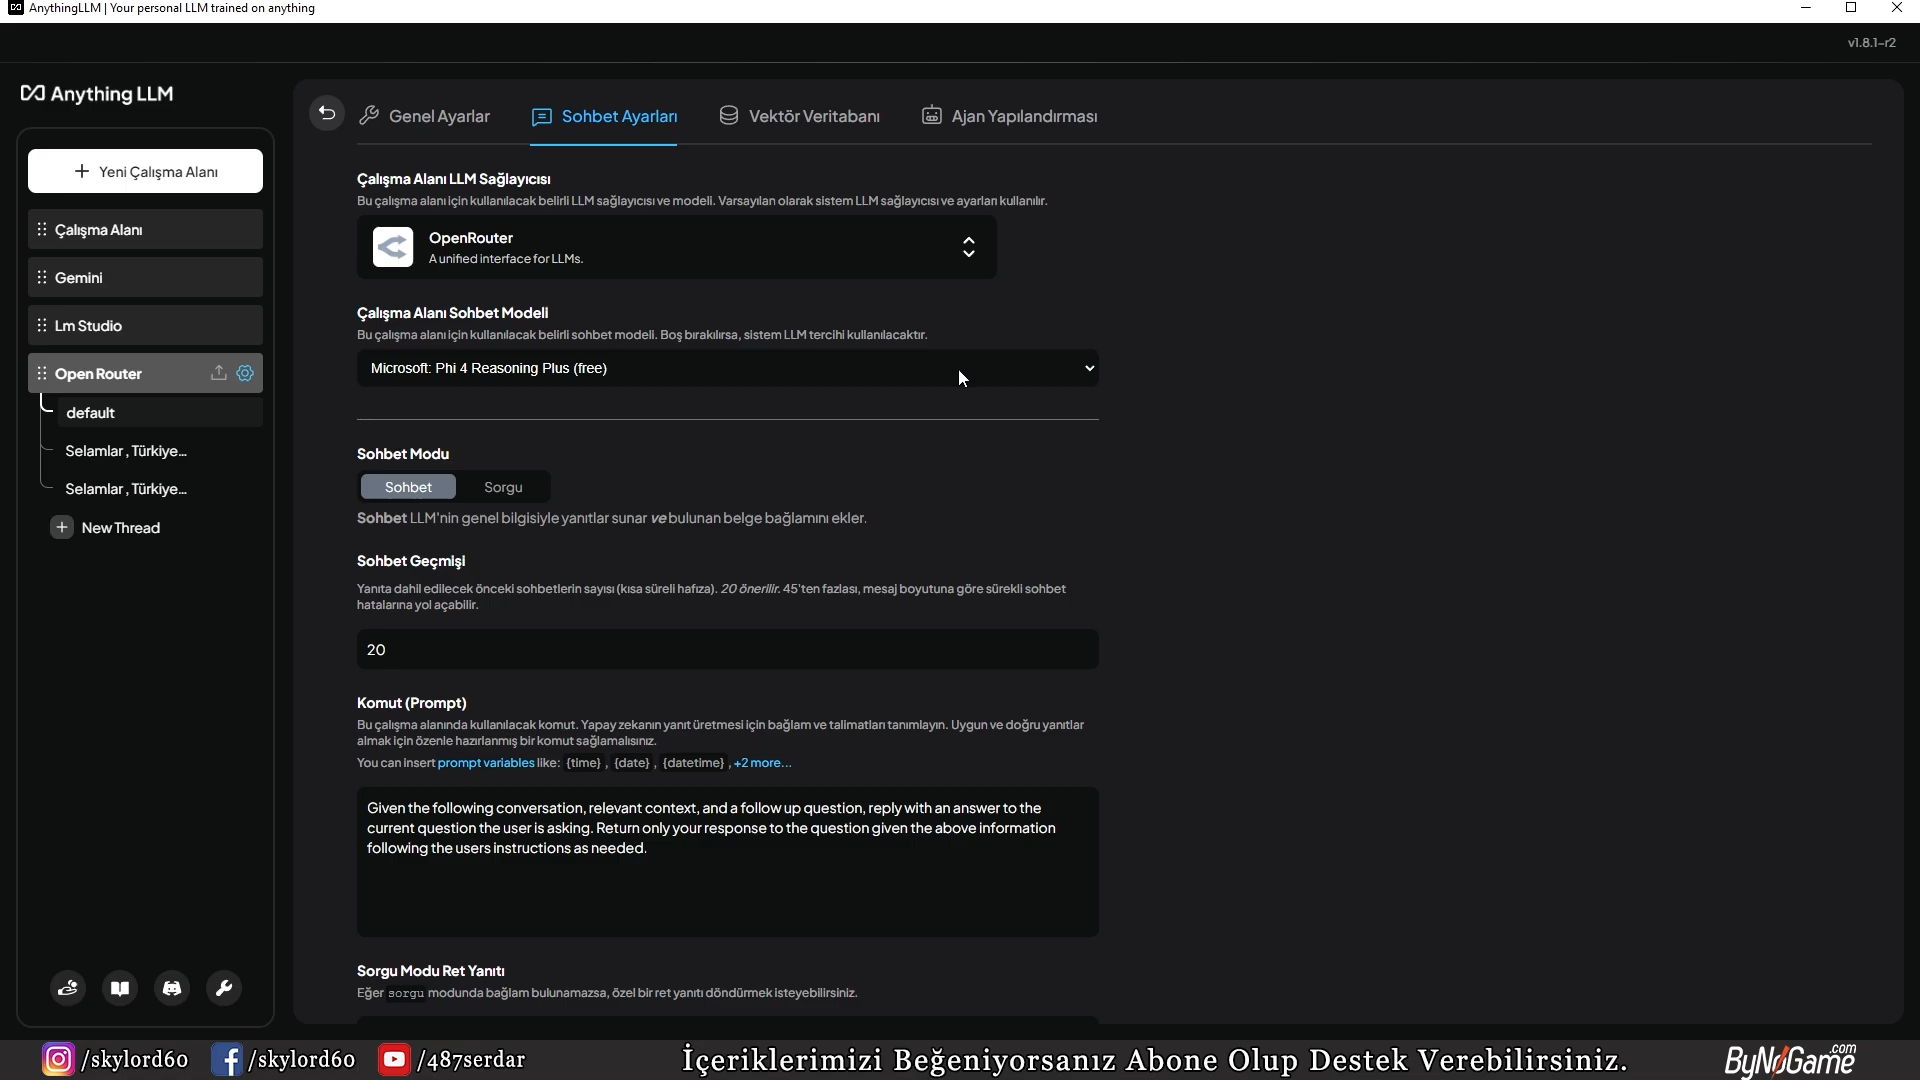 AnythingLLM | Your personal LLM trained on anything
v1.8.1-r2
Anything LLM
Yeni Çalışma Alanı
Çalışma Alanı
Gemini
Lm Studio
Open Router
default
Selamlar , Türkiye...
Selamlar , Türkiye...
New Thread
Genel Ayarlar
Sohbet Ayarları
Vektör Veritabanı
Ajan Yapılandırması
Çalışma Alanı LLM Sağlayıcısı
Bu çalışma alanı için kullanılacak belirli LLM sağlayıcısı ve modeli. Varsayılan olarak sistem LLM sağlayıcısı ve ayarları kullanılır.
OpenRouter
A unified interface for LLMs.
Çalışma Alanı Sohbet Modeli
Bu çalışma alanı için kullanılacak belirli sohbet modeli. Boş bırakılırsa, sistem LLM tercihi kullanılacaktır.
Microsoft: Phi 4 Reasoning Plus (free)
Sohbet Modu
Sohbet
Sorgu
Sohbet LLM'nin genel bilgisiyle yanıtlar sunar ve bulunan belge bağlamını ekler.
Sohbet Geçmişi
Yanıta dahil edilecek önceki sohbetlerin sayısı (kısa süreli hafıza). 20 önerilir. 45'ten fazlası, mesaj boyutuna göre sürekli sohbet
hatalarına yol açabilir.
20
Komut (Prompt)
Bu çalışma alanında kullanılacak komut. Yapay zekanın yanıt üretmesi için bağlam ve talimatları tanımlayın. Uygun ve doğru yanıtlar
almak için özenle hazırlanmış bir komut sağlamalısınız.
You can insert prompt variables like: {time} , {date} , {datetime} , +2 more...
Given the following conversation, relevant context, and a follow up question, reply with an answer to the
current question the user is asking. Return only your response to the question given the above information
following the users instructions as needed.
Sorgu Modu Ret Yanıtı
Eğer sorgu modunda bağlam bulunamazsa, özel bir ret yanıtı döndürmek isteyebilirsiniz.
/skylord60
/skylord60
/487serdar
İçeriklerimizi Beğeniyorsanız Abone Olup Destek Verebilirsiniz.
ByNoGame.com